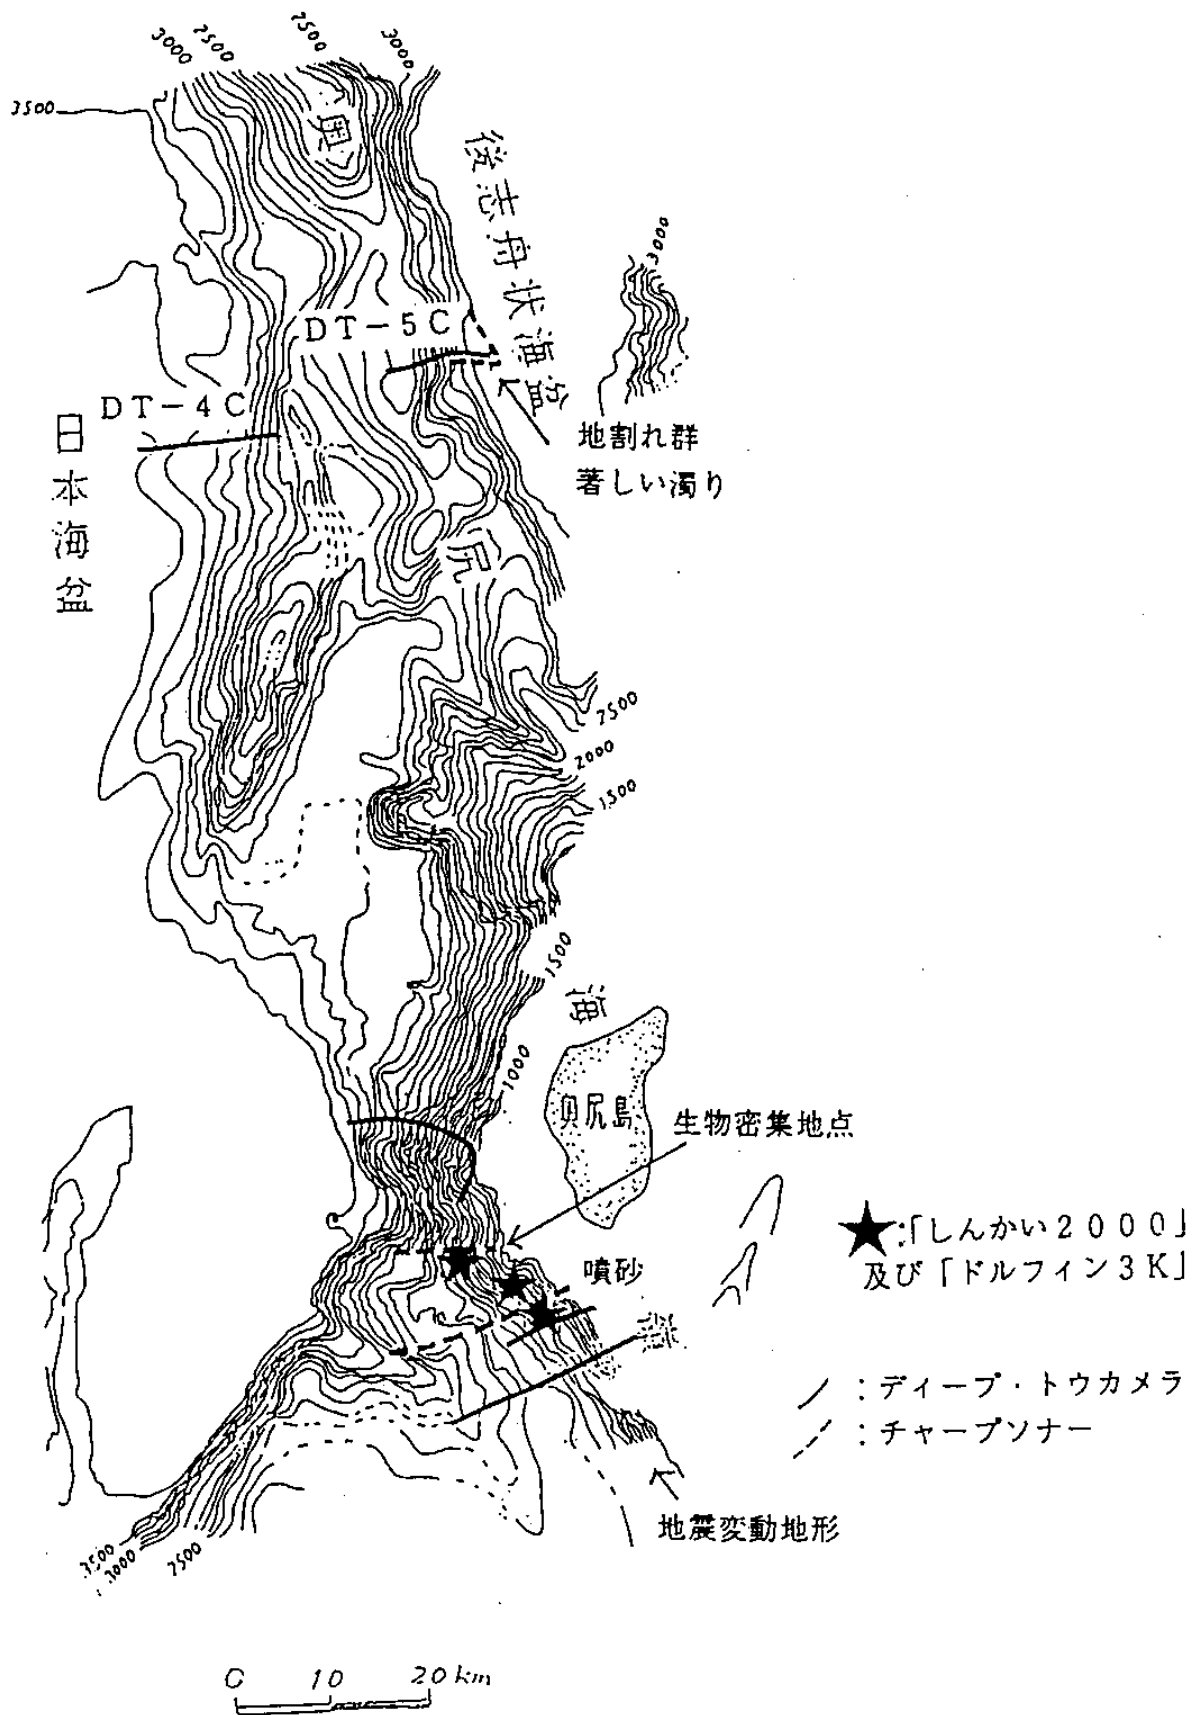 3000
2500
2500
3000
3500
奥
後志舟状海盆
3000
DT-5C
DT-4C
日本海盆
地割れ群
著しい濁り
尻
2500
2000
1500
1500
海
1000
貝尻島
生物密集地点
★:「しんかい2000」
及び「ドルフィン3K」
噴砂
：ディープ・トウカメラ
：チャープソナー
地震変動地形
3500
3000
2500
0 10 20km